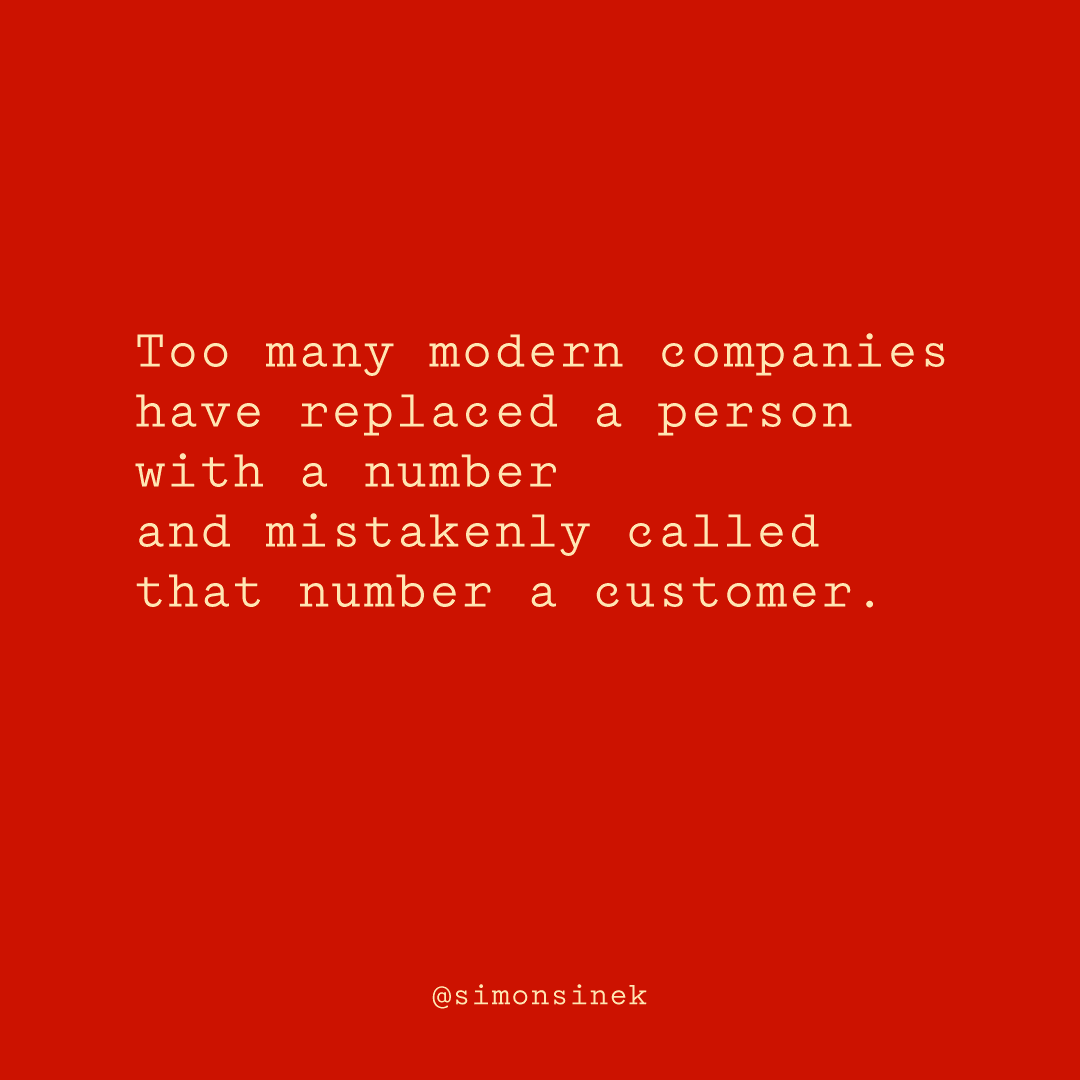 Too many modern companies
have replaced a person
with a number
and mistakenly called
that number a customer.
@simonsinek